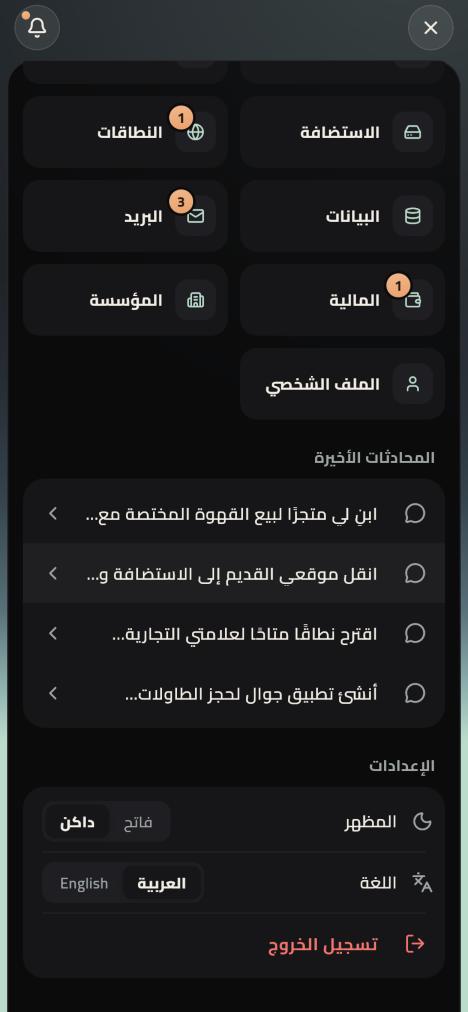 الاستضافة
1
النطاقات
البيانات
3
البريد
1
المالية
المؤسسة
الملف الشخصي
المحادثات الأخيرة
ابنِ لي متجرًا لبيع القهوة المختصة مع...
انقل موقعي القديم إلى الاستضافة و...
اقترح نطاقًا متاحًا لعلامتي التجارية...
أنشئ تطبيق جوال لحجز الطاولات...
الإعدادات
المظهر
فاتح
داكن
اللغة
العربية
English
تسجيل الخروج